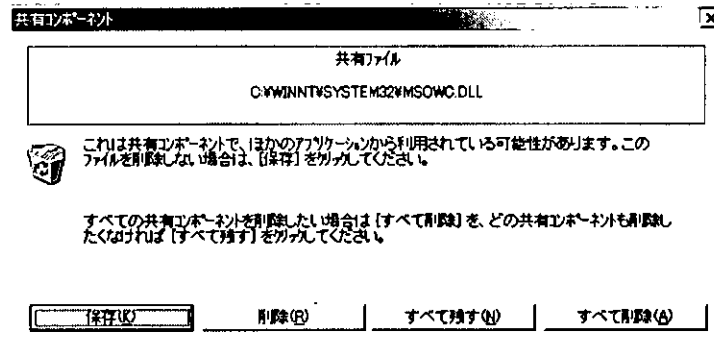 共有コンポーネント
共有ファイル
C:¥WINNT¥SYSTEM32¥MSOWC.DLL
これは共有コンポーネントで、ほかのアプリケーションから利用されている可能性があります。この
ファイルを削除しない場合は、[保存] をクリックしてください。
すべての共有コンポーネントを削除したい場合は [すべて削除] を、どの共有コンポーネントも削除し
たくなければ [すべて残す] をクリックしてください。
保存(K)
削除(R)
すべて残す(N)
すべて削除(A)